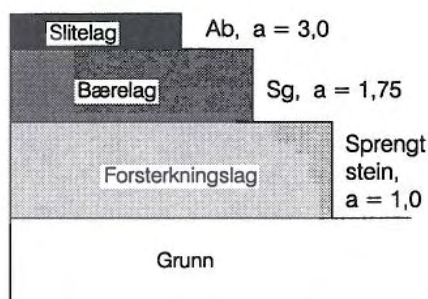 Slitelag Ab, a = 3,0
Bærelag Sg, a = 1,75
Forsterkningslag Sprengt
stein,
a = 1,0
Grunn